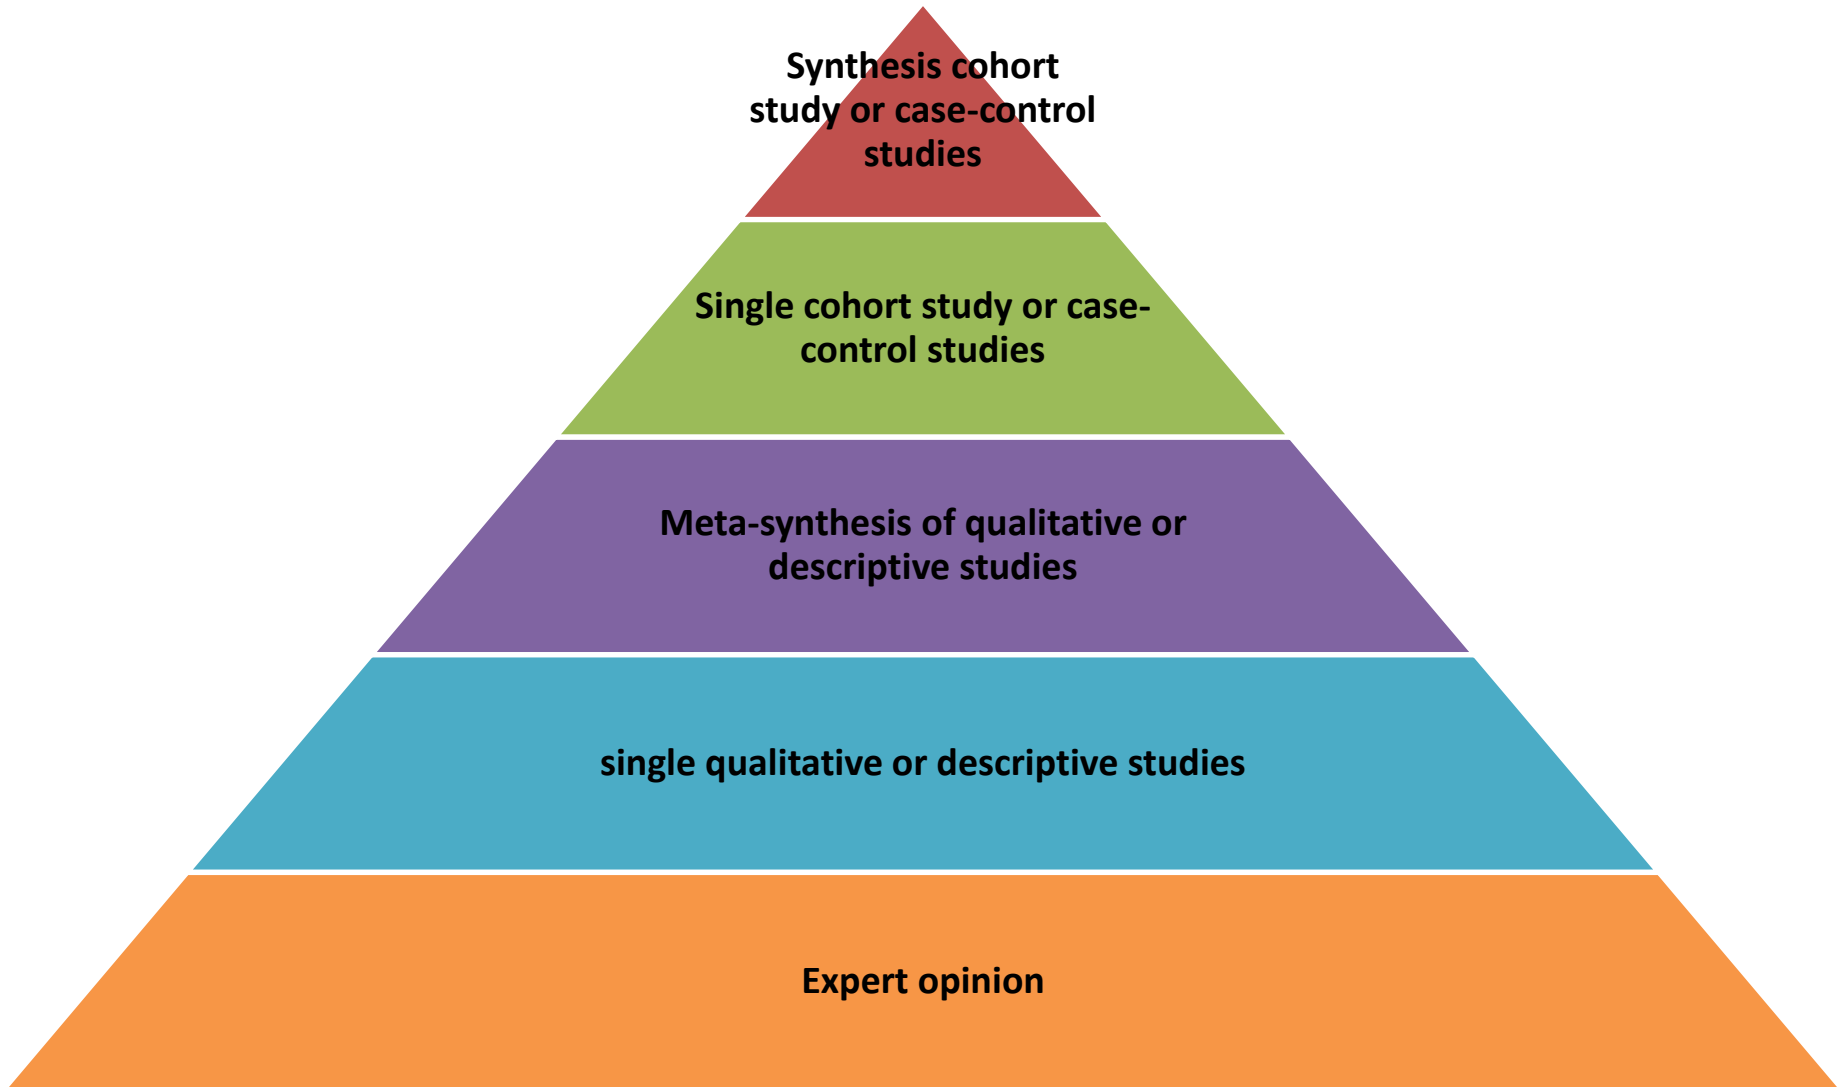 Synthesis cohort
study or case-control
studies
Single cohort study or case-
control studies
Meta-synthesis of qualitative or
descriptive studies
single qualitative or descriptive studies
Expert opinion